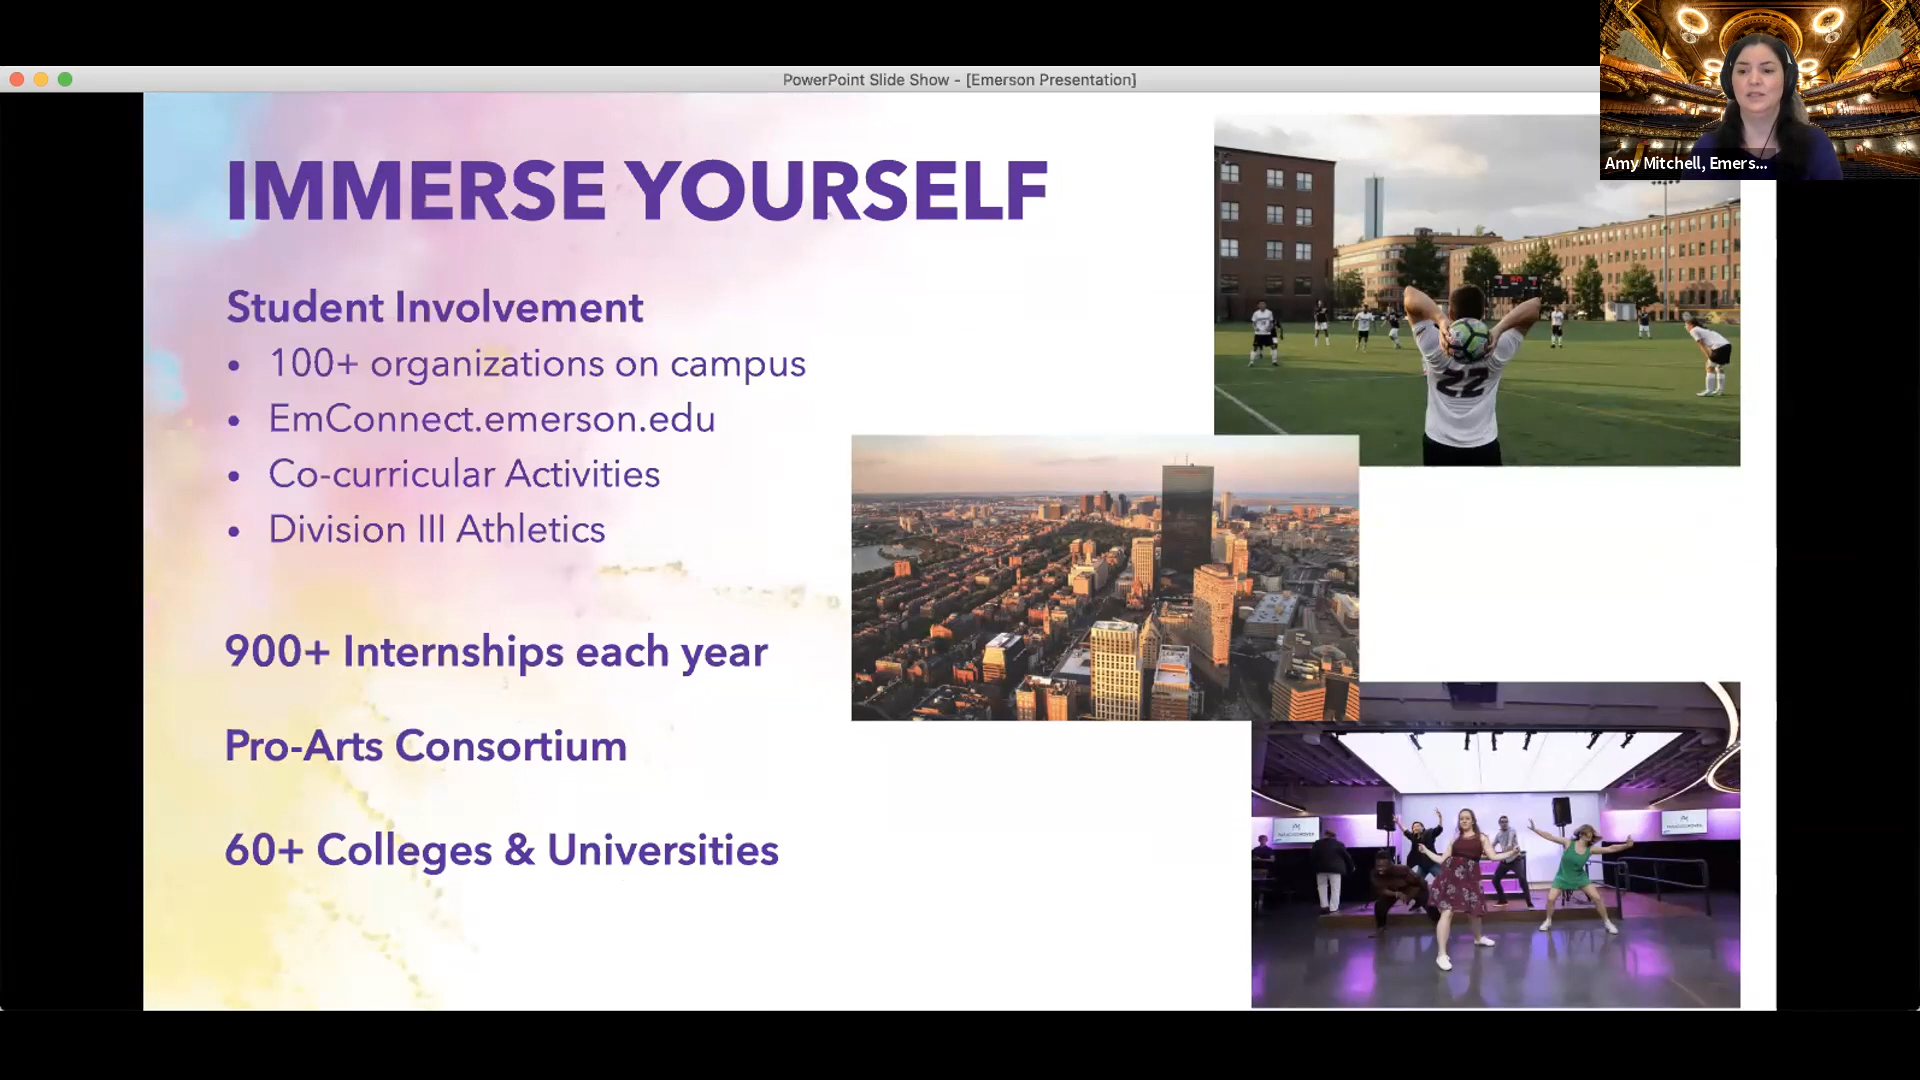 PowerPoint Slide Show - [Emerson Presentation]
Amy Mitchell, Emers...
IMMERSE YOURSELF
Student Involvement
• 100+ organizations on campus
• EmConnect.emerson.edu
• Co-curricular Activities
• Division III Athletics
900+ Internships each year
Pro-Arts Consortium
60+ Colleges & Universities
22